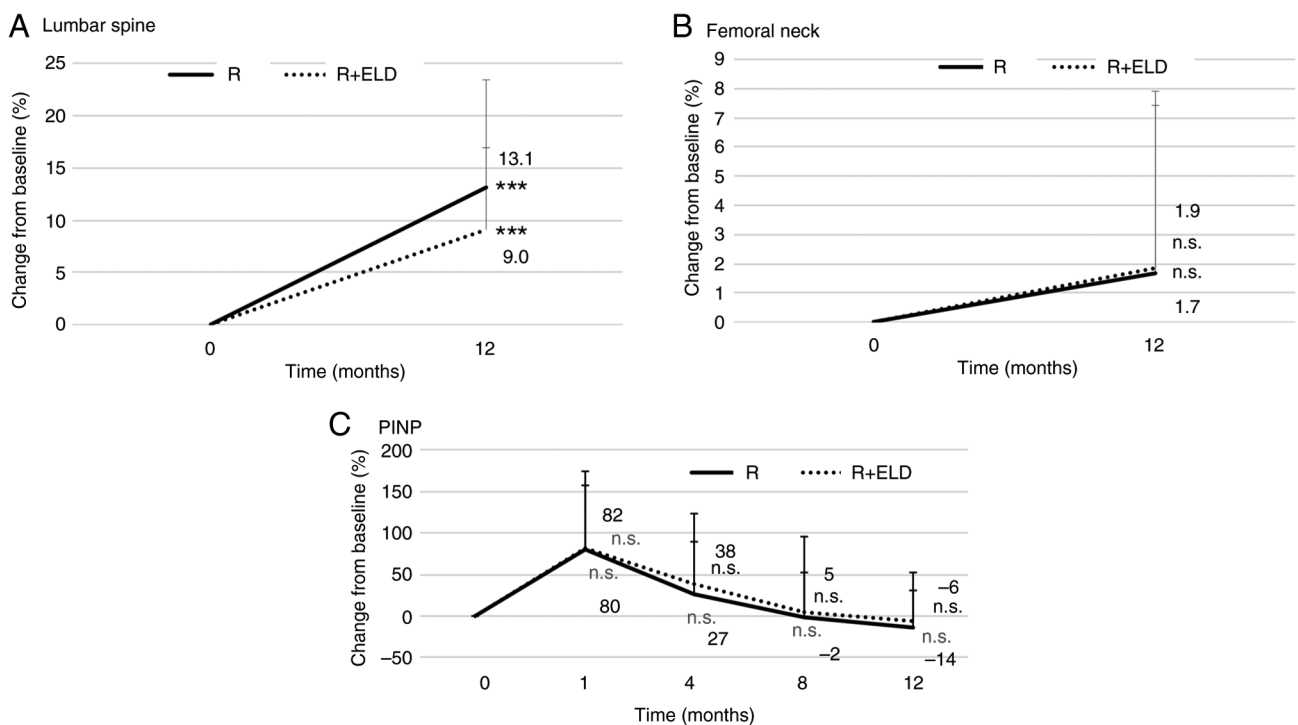 A Lumbar spine
Change from baseline (%)
25
20
15
10
5
0
R
R+ELD
13.1
***
***
9.0
0
12
Time (months)
B Femoral neck
Change from baseline (%)
9
8
7
6
5
4
3
2
1
0
R
R+ELD
1.9
n.s.
n.s.
1.7
0
12
Time (months)
C PINP
Change from baseline (%)
200
150
100
50
0
–50
R
R+ELD
82
n.s.
n.s.
80
38
n.s.
n.s.
27
5
n.s.
n.s.
–2
–6
n.s.
n.s.
–14
0
1
4
8
12
Time (months)